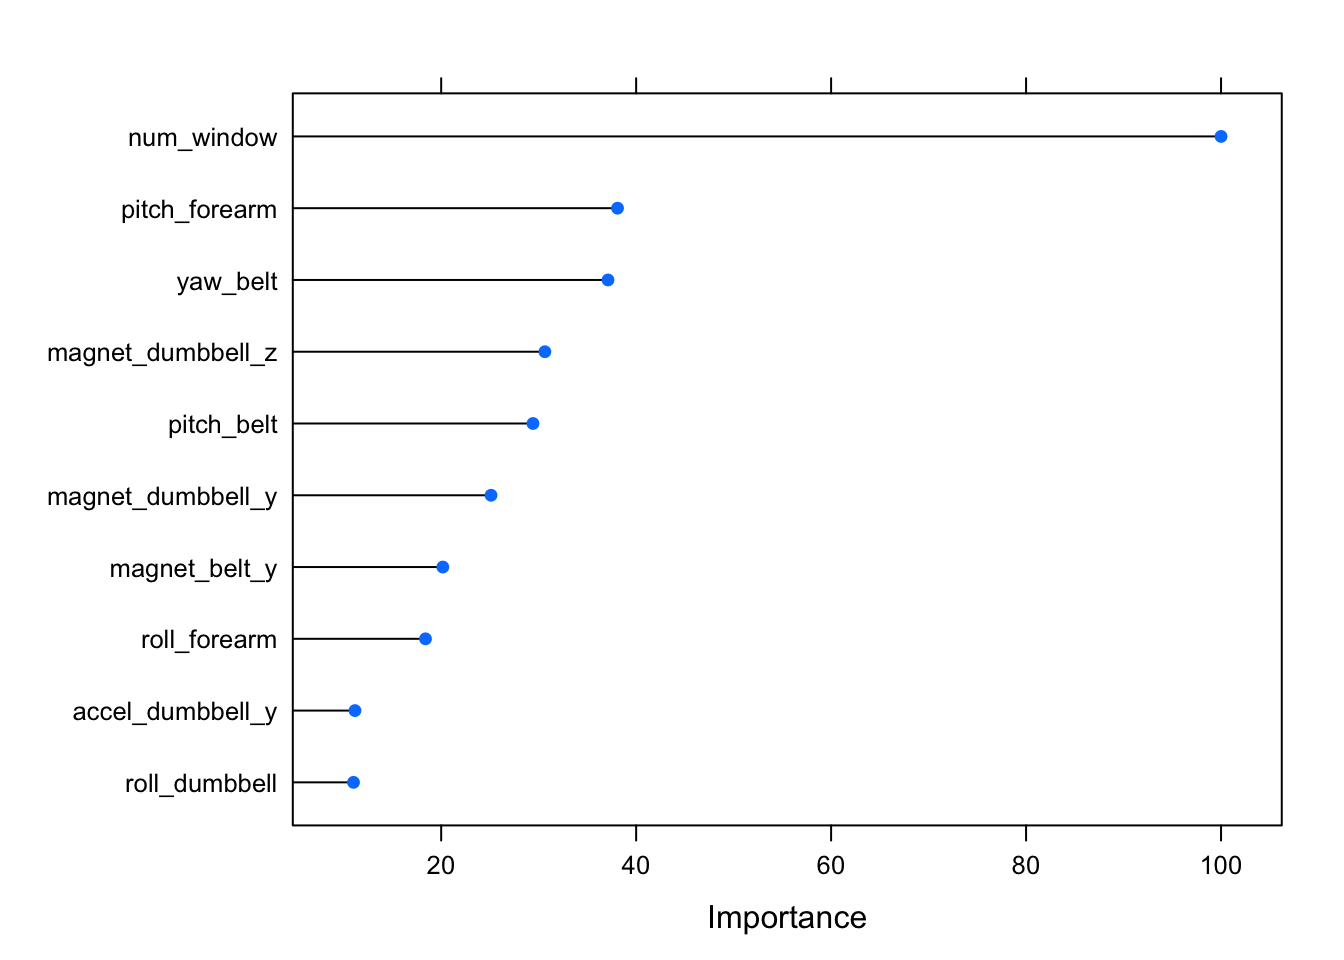 num_window
pitch_forearm
yaw_belt
magnet_dumbbell_z
pitch_belt
magnet_dumbbell_y
magnet_belt_y
roll_forearm
accel_dumbbell_y
roll_dumbbell
20 40 60 80 100
Importance